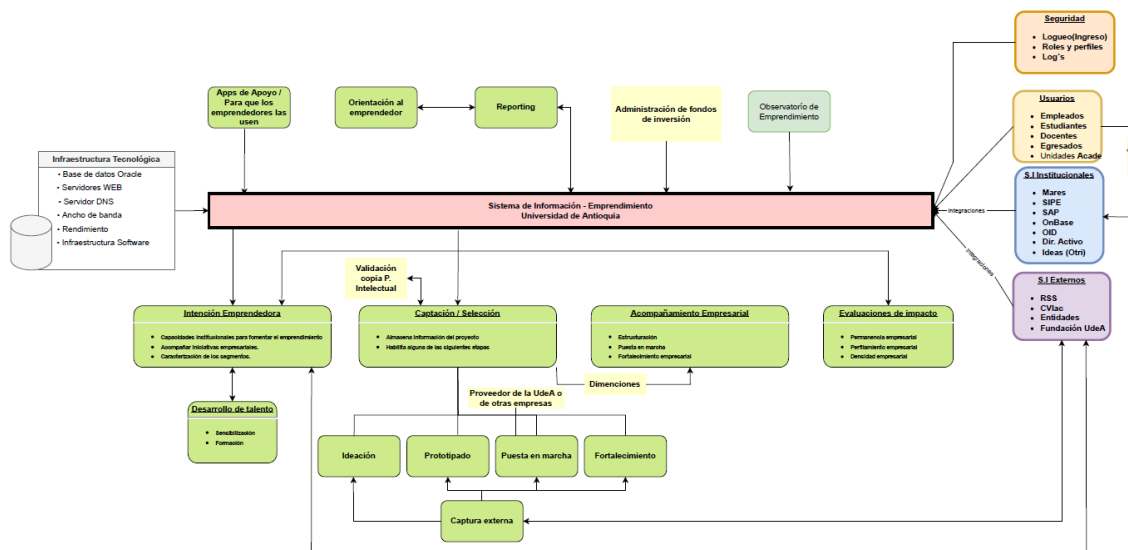 Seguridad
• Logueo(Ingreso)
• Roles y perfiles
• Log's
Apps de Apoyo /
Para que los
emprendedores las
usen
Orientación al
emprendedor
Reporting
Administración de fondos
de inversión
Observatorío de
Emprendimiento
Usuarios
• Empleados
• Estudiantes
• Docentes
• Egresados
• Unidades Acade
Infraestructura Tecnológica
• Base de datos Oracle
• Servidores WEB
• Servidor DNS
• Ancho de banda
• Rendimiento
• Infraestructura Software
Sistema de Información - Emprendimiento
Universidad de Antioquia
integraciones
S.I Institucionales
• Mares
• SIPE
• SAP
• OnBase
• OID
• Dir. Activo
• Ideas (Otri)
integraciones
S.I Externos
• RSS
• CVlac
• Entidades
• Fundación UdeA
Validación
copia P.
Intelectual
Intención Emprendedora
• Capacidades institucionales para fomentar el emprendimiento
• Acompañar iniciativas empresariales.
• Caracterización de los segmentos.
Captación / Selección
• Almacena información del proyecto
• Habilita alguna de las siguientes etapas
Acompañamiento Empresarial
• Estructuración
• Puesta en marcha
• Fortalecimiento empresarial
Evaluaciones de impacto
• Permanencia empresarial
• Perfilamiento empresarial
• Densidad empresarial
Dimenciones
Proveedor de la UdeA o
de otras empresas
Desarrollo de talento
• Sensibilización
• Formación
Ideación
Prototipado
Puesta en marcha
Fortalecimiento
Captura externa